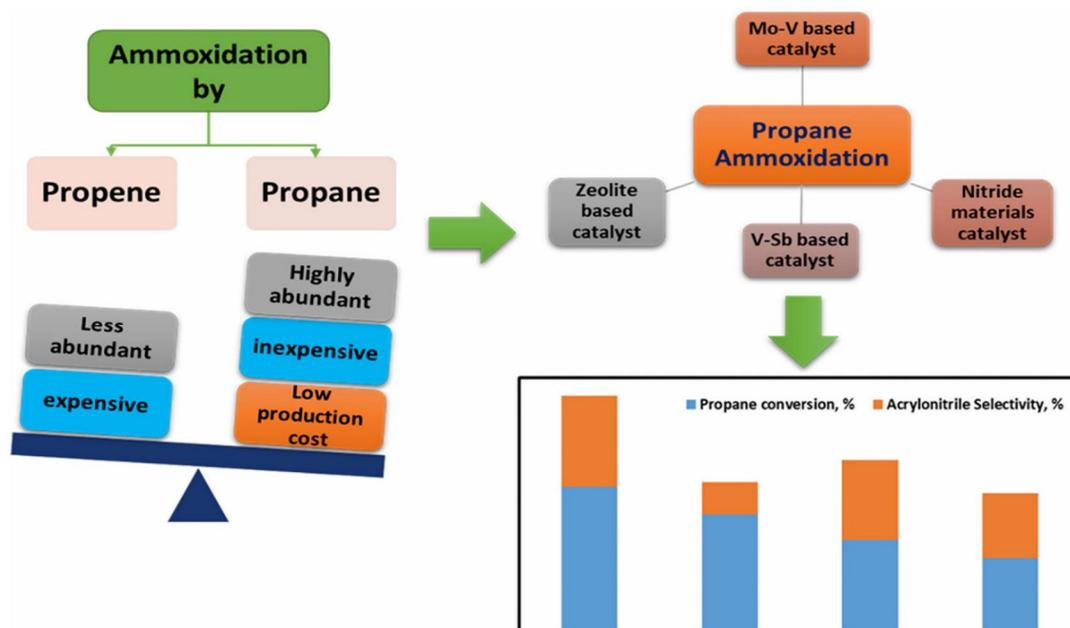 Ammoxidation
by
Propene
Propane
Less
abundant
expensive
Highly
abundant
inexpensive
Low
production
cost
Mo-V based
catalyst
Propane
Ammoxidation
Zeolite
based
catalyst
V-Sb based
catalyst
Nitride
materials
catalyst
Propane conversion, %
Acrylonitrile Selectivity, %